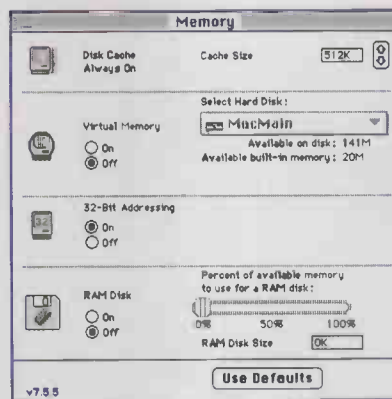 Memory
Disk Cache
Always On
Cache Size
512K
Select Hard Disk:
Virtual Memory
MacMain
On
Off
Available on disk: 141M
Available built-in memory: 20M
32
32-Bit Addressing
On
Off
Percent of available memory
to use for a RAM disk:
RAM Disk
On
Off
0% 50% 100%
RAM Disk Size
0K
Use Defaults
v7.5.5